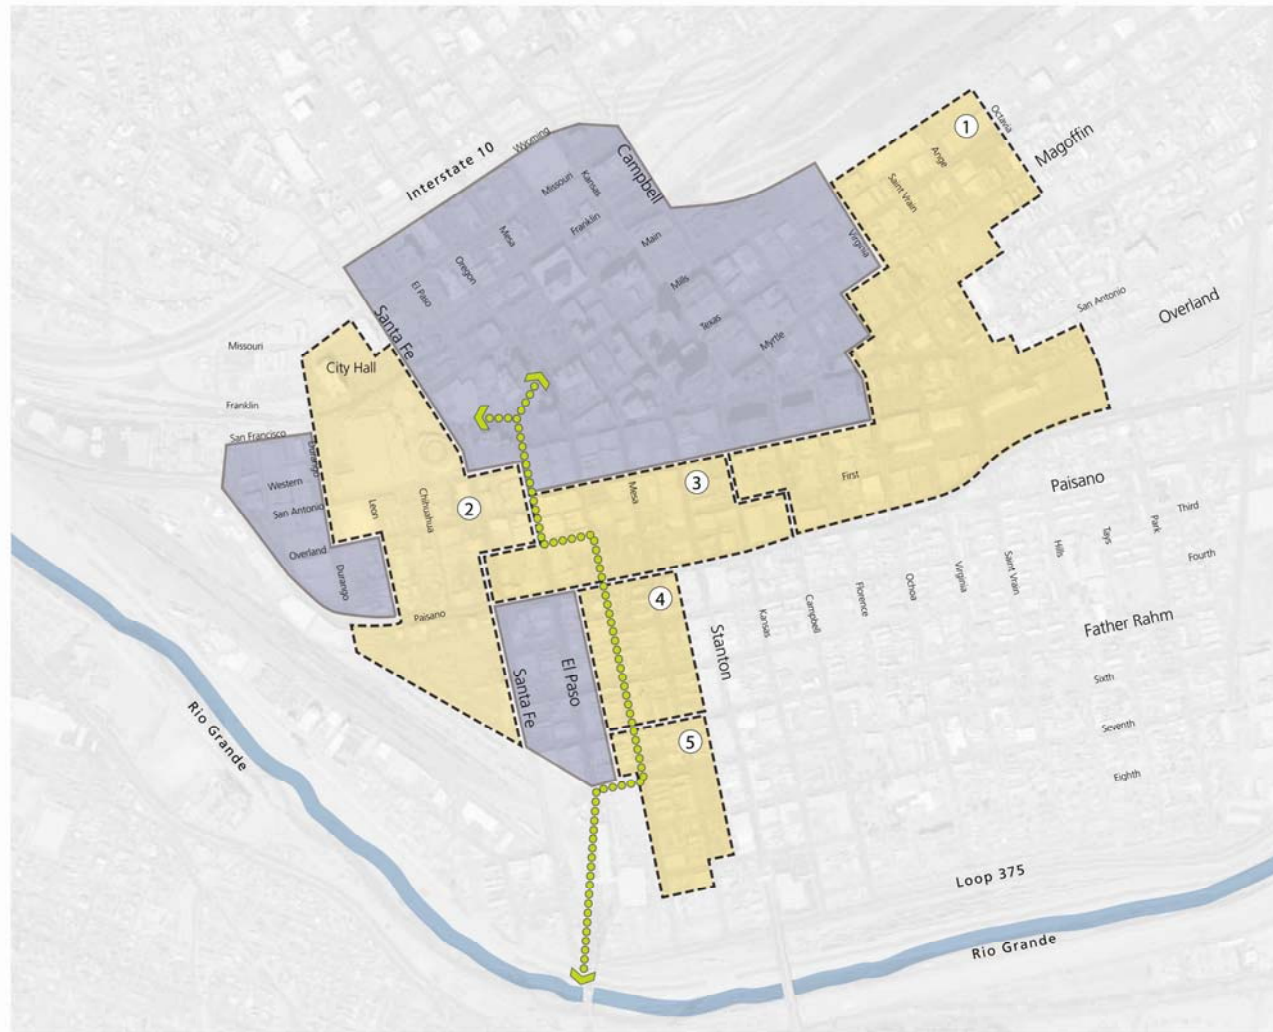 Octavia
1
Wyoming
Magoffin
Ange
Interstate 10
Campbell
Missouri
Kansas
Saint Vrain
Franklin
Mesa
Main
Virginia
Oregon
Mills
El Paso
San Antonio
Overland
Texas
Santa Fe
Myrtle
Missouri
City Hall
Franklin
San Francisco
Durango
First
3
Mesa
Paisano
Western
Leon
Chihuahua
2
San Antonio
Third
Park
Tays
Hills
Overland
Fourth
Saint Vrain
Virginia
Durango
Ochoa
Florence
4
Campbell
Kansas
Paisano
Father Rahm
Stanton
El Paso
Santa Fe
Sixth
Seventh
Rio Grande
5
Eighth
Loop 375
Rio Grande